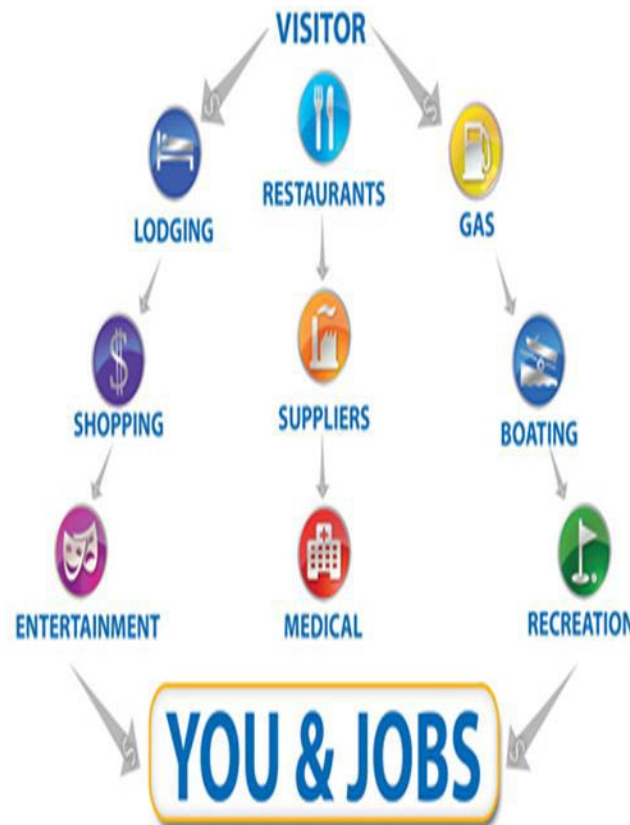 VISITOR
LODGING
RESTAURANTS
GAS
$
SHOPPING
SUPPLIERS
BOATING
ENTERTAINMENT
MEDICAL
RECREATION
YOU & JOBS